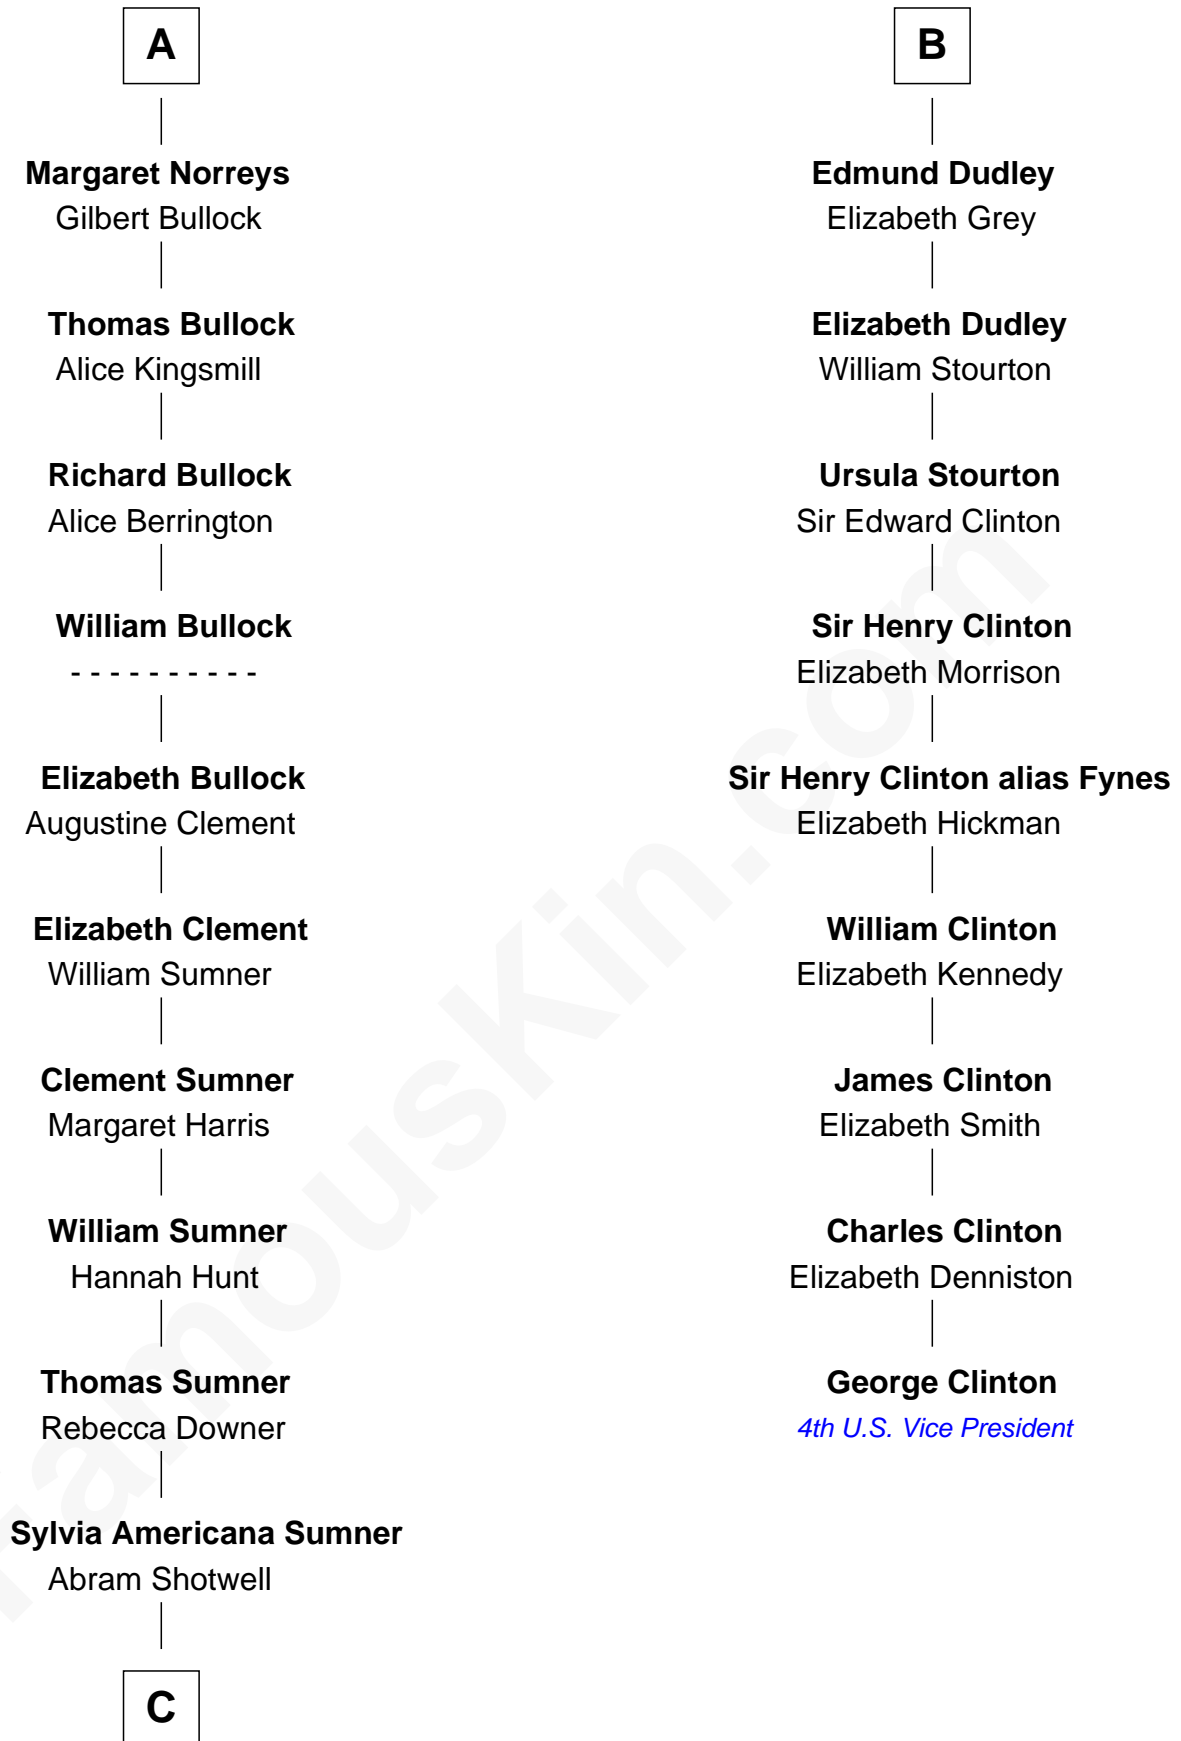 A
Margaret Norreys
Gilbert Bullock
Thomas Bullock
Alice Kingsmill
Richard Bullock
Alice Berrington
William Bullock
- - - - - - - - - -
Elizabeth Bullock
Augustine Clement
Elizabeth Clement
William Sumner
Clement Sumner
Margaret Harris
William Sumner
Hannah Hunt
Thomas Sumner
Rebecca Downer
Sylvia Americana Sumner
Abram Shotwell
C
B
Edmund Dudley
Elizabeth Grey
Elizabeth Dudley
William Stourton
Ursula Stourton
Sir Edward Clinton
Sir Henry Clinton
Elizabeth Morrison
Sir Henry Clinton alias Fynes
Elizabeth Hickman
William Clinton
Elizabeth Kennedy
James Clinton
Elizabeth Smith
Charles Clinton
Elizabeth Denniston
George Clinton
4th U.S. Vice President
FamousKin.com